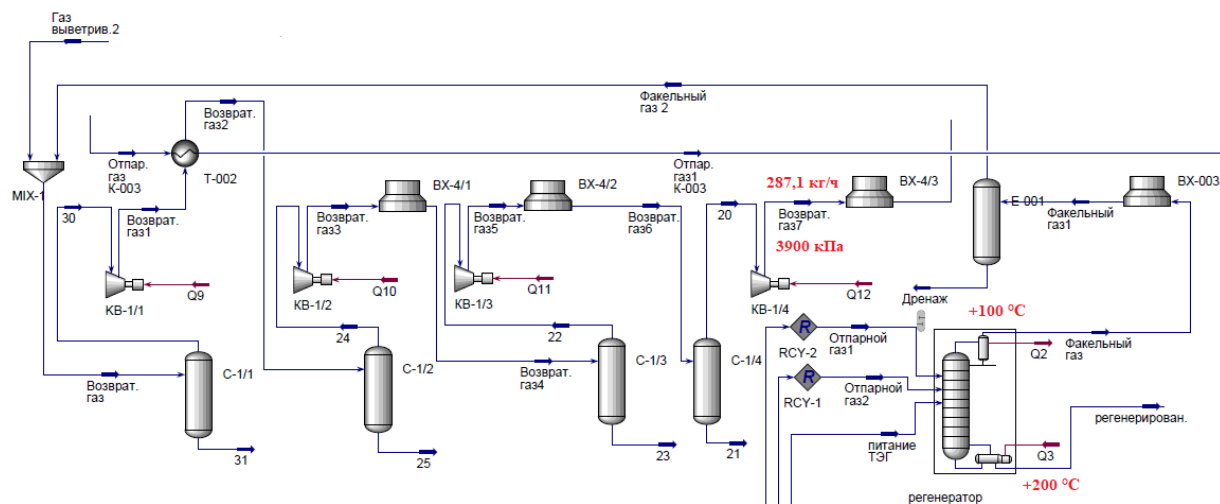 Газ
выветрив.2
Факельный
газ 2
Возврат.
газ2
Отпар.
газ
К-003
Т-002
Отпар.
газ1
К-003
MIX-1
30
Возврат.
газ1
КВ-1/1
Q9
Возврат.
газ
С-1/1
31
ВХ-4/1
Возврат.
газ3
КВ-1/2
Q10
24
С-1/2
25
ВХ-4/2
Возврат.
газ5
Возврат.
газ6
КВ-1/3
Q11
22
Возврат.
газ4
С-1/3
23
20
287,1 кг/ч
ВХ-4/3
Возврат.
газ7
3900 кПа
КВ-1/4
Q12
С-1/4
21
Е-001
ВХ-003
Факельный
газ1
Дренаж
+100 °C
RCY-2
Отпарной
газ1
RCY-1
Отпарной
газ2
Факельный
газ
Q2
регенерирован.
питание
ТЭГ
Q3
+200 °C
регенератор